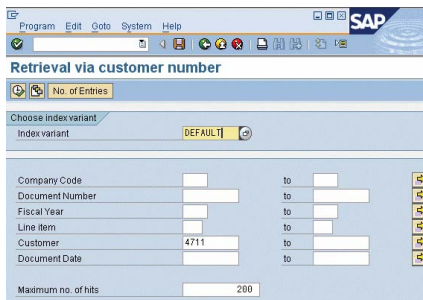 Program Edit Goto System Help
SAP
Retrieval via customer number
No. of Entries
Choose index variant
Index variant DEFAULT
Company Code to
Document Number to
Fiscal Year to
Line item to
Customer 4711 to
Document Date to
Maximum no. of hits 200